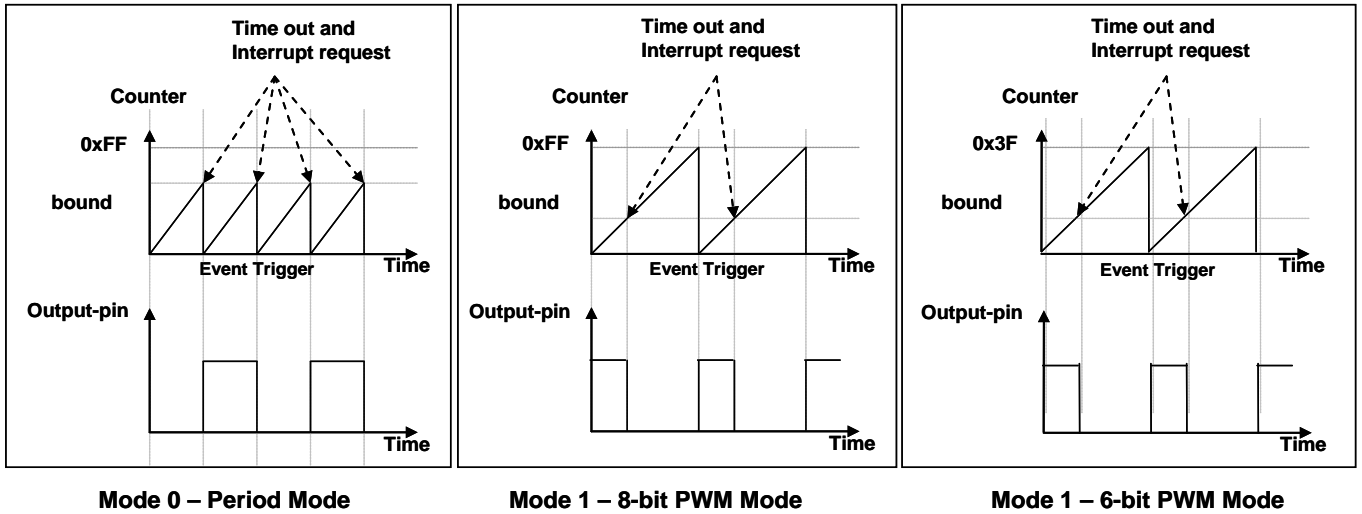 Time out and
Interrupt request
Counter
0xFF
bound
Event Trigger
Time
Output-pin
Time
Mode 0 – Period Mode
Time out and
Interrupt request
Counter
0xFF
bound
Event Trigger
Time
Output-pin
Time
Mode 1 – 8-bit PWM Mode
Time out and
Interrupt request
Counter
0x3F
bound
Event Trigger
Time
Output-pin
Time
Mode 1 – 6-bit PWM Mode